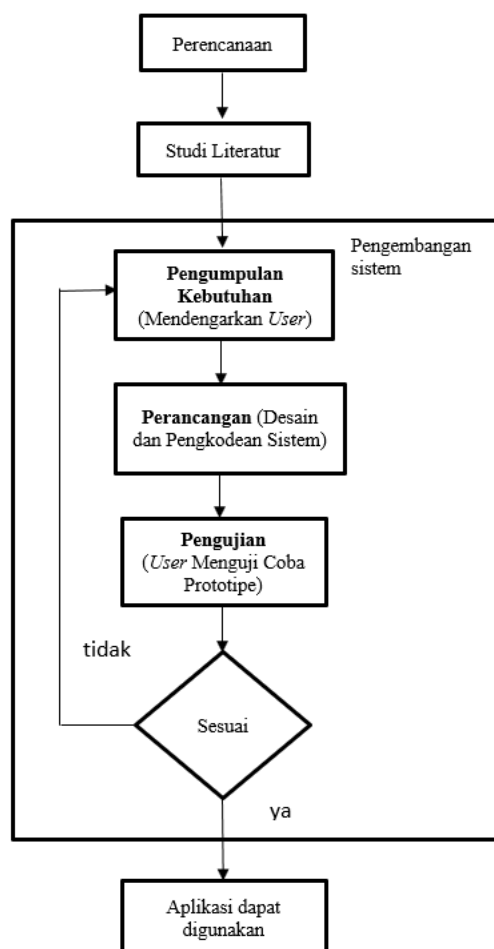 Perencanaan
Studi Literatur
Pengembangan
sistem
Pengumpulan
Kebutuhan
(Mendengarkan User)
Perancangan (Desain
dan Pengkodean Sistem)
Pengujian
(User Menguji Coba
Prototipe)
tidak
Sesuai
ya
Aplikasi dapat
digunakan